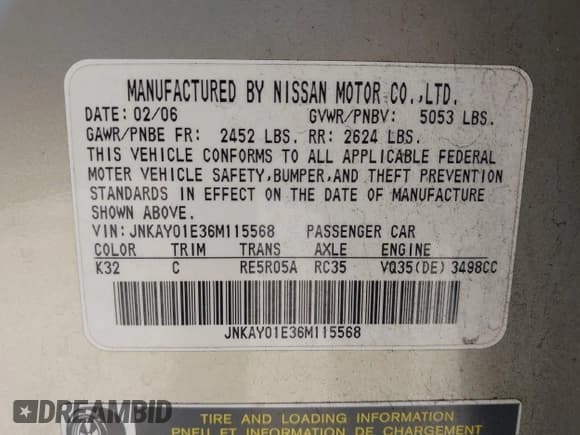 MANUFACTURED BY NISSAN MOTOR CO.,LTD.
DATE: 02/06 GVWR/PNBV: 5053 LBS.
GAWR/PNBE FR: 2452 LBS. RR: 2624 LBS.
THIS VEHICLE CONFORMS TO ALL APPLICABLE FEDERAL
MOTOR VEHICLE SAFETY,BUMPER,AND THEFT PREVENTION
STANDARDS IN EFFECT ON THE DATE OF MANUFACTURE
SHOWN ABOVE.
VIN:JNKAY01E36M115568 PASSENGER CAR
COLOR TRIM TRANS AXLE ENGINE
K32 C RE5R05A RC35 VQ35(DE) 3498CC
JNKAY01E36M115568
DREAMBID
TIRE AND LOADING INFORMATION
PNEU ET INFORMATION DE CHARGEMENT